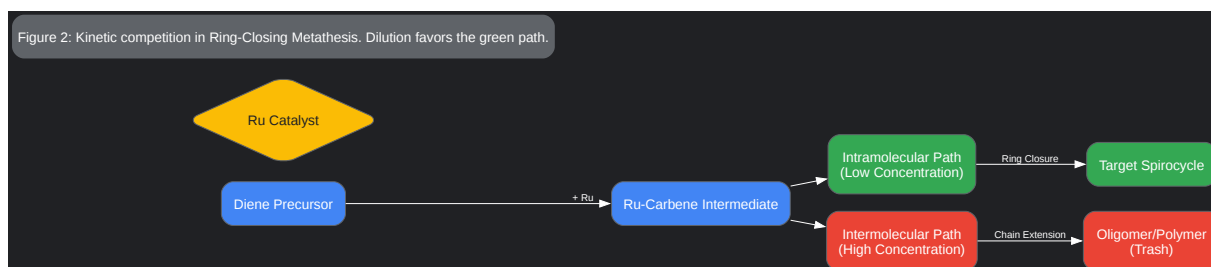 Figure 2: Kinetic competition in Ring-Closing Metathesis. Dilution favors the green path.
Ru Catalyst
Diene Precursor
+ Ru
Ru-Carbene Intermediate
Intramolecular Path
(Low Concentration)
Ring Closure
Target Spirocycle
Intermolecular Path
(High Concentration)
Chain Extension
Oligomer/Polymer
(Trash)